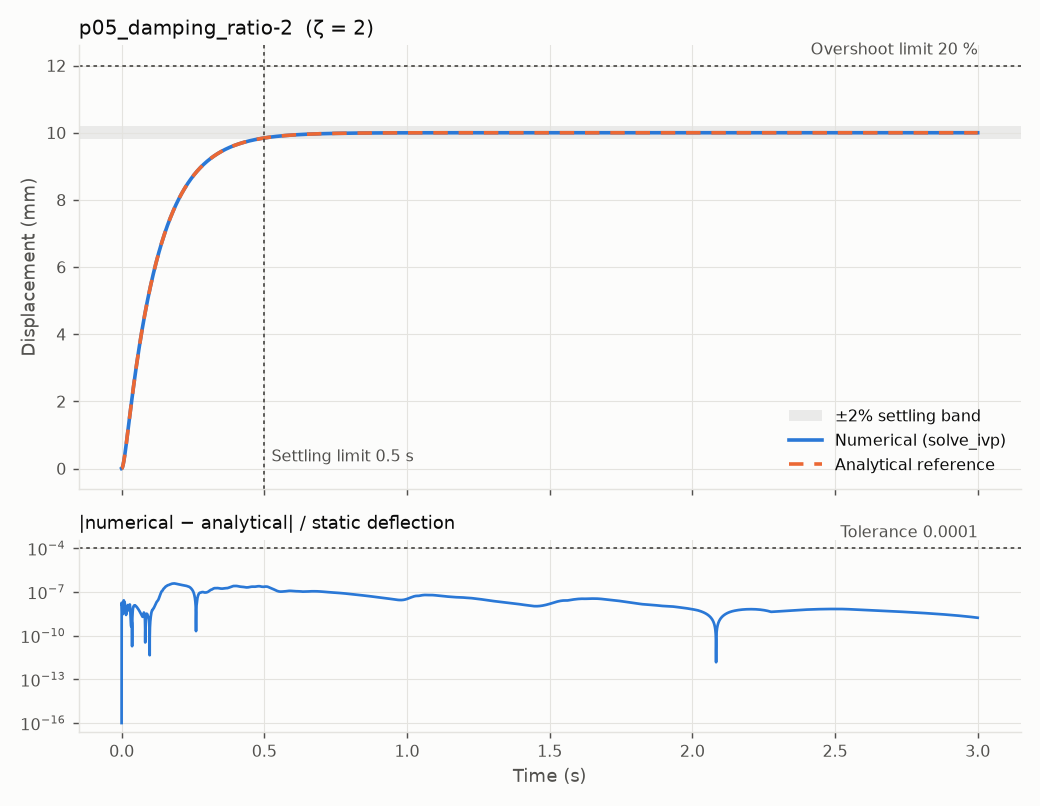 p05_damping_ratio-2  (ζ = 2)
Overshoot limit 20 %
12
10
8
6
4
2
0
Displacement (mm)
Settling limit 0.5 s
±2% settling band
Numerical (solve_ivp)
Analytical reference
|numerical − analytical| / static deflection
Tolerance 0.0001
10⁻⁴
10⁻⁷
10⁻¹⁰
10⁻¹³
10⁻¹⁶
0.0 0.5 1.0 1.5 2.0 2.5 3.0
Time (s)